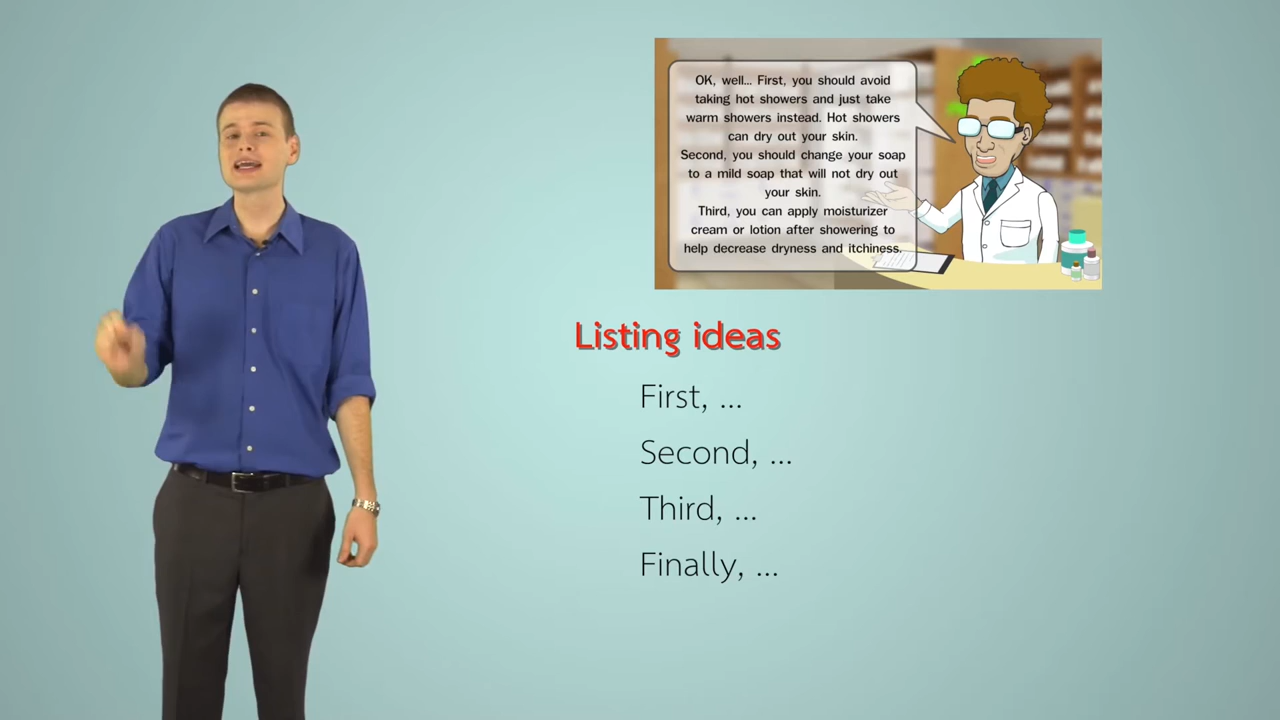 OK, well... First, you should avoid
taking hot showers and just take
warm showers instead. Hot showers
can dry out your skin.
Second, you should change your soap
to a mild soap that will not dry out
your skin.
Third, you can apply moisturizer
cream or lotion after showering to
help decrease dryness and itchiness.
Listing ideas
First, ...
Second, ...
Third, ...
Finally, ...